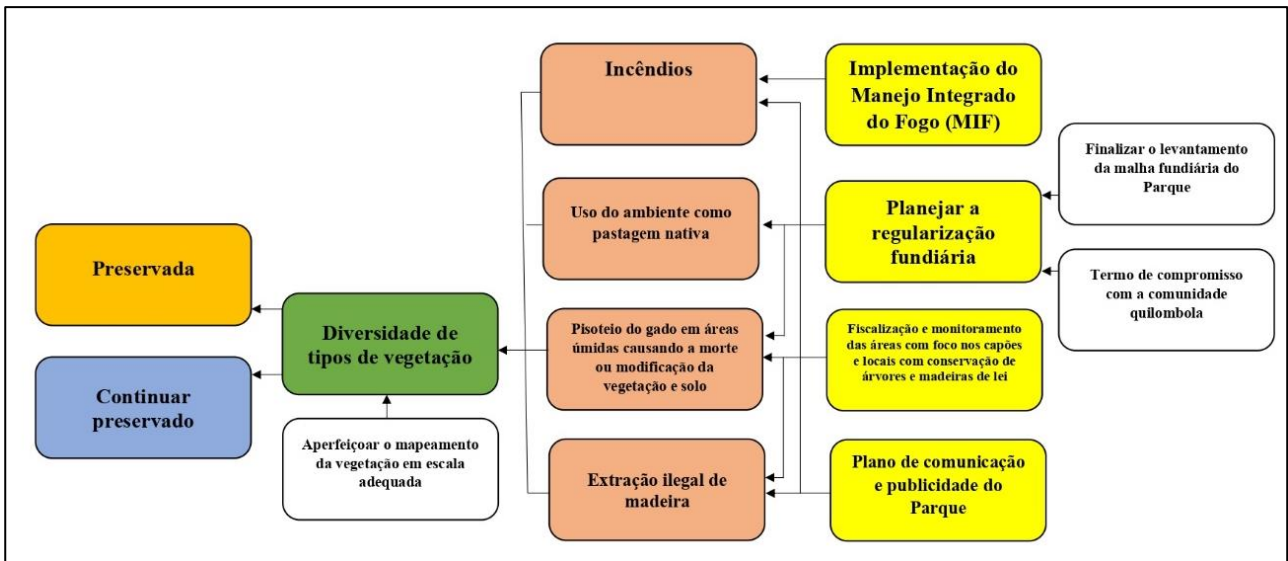 Preservada
Continuar
preservado
Diversidade de
tipos de vegetação
Aperfeiçoar o mapeamento
da vegetação em escala
adequada
Incêndios
Uso do ambiente como
pastagem nativa
Pisoteio do gado em áreas
úmidas causando a morte
ou modificação da
vegetação e solo
Extração ilegal de
madeira
Implementação do
Manejo Integrado
do Fogo (MIF)
Planejar a
regularização
fundiária
Fiscalização e monitoramento
das áreas com foco nos capões
e locais com conservação de
árvores e madeiras de lei
Plano de comunicação
e publicidade do
Parque
Finalizar o levantamento
da malha fundiária do
Parque
Termo de compromisso
com a comunidade
quilombola